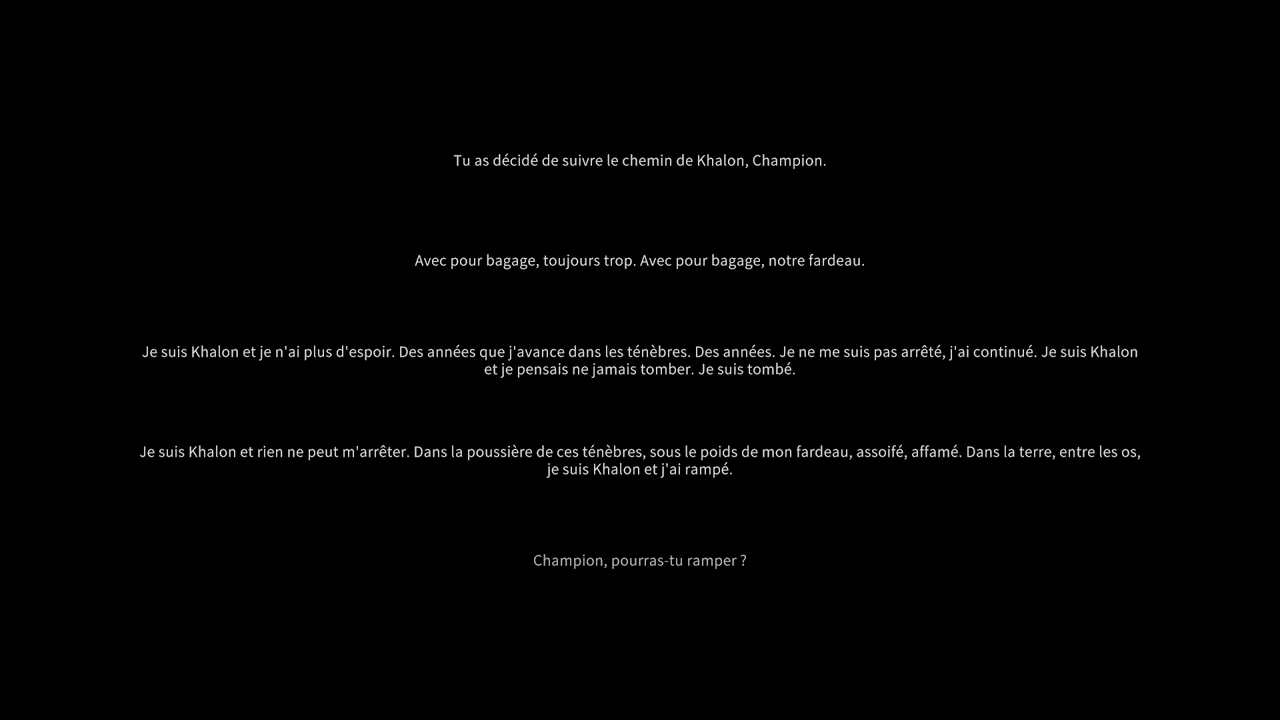 Tu as décidé de suivre le chemin de Khalon, Champion.
Avec pour bagage, toujours trop. Avec pour bagage, notre fardeau.
Je suis Khalon et je n'ai plus d'espoir. Des années que j'avance dans les ténèbres. Des années. Je ne me suis pas arrêté, j'ai continué. Je suis Khalon
et je pensais ne jamais tomber. Je suis tombé.
Je suis Khalon et rien ne peut m'arrêter. Dans la poussière de ces ténèbres, sous le poids de mon fardeau, assoifé, affamé. Dans la terre, entre les os,
je suis Khalon et j'ai rampé.
Champion, pourras-tu ramper ?